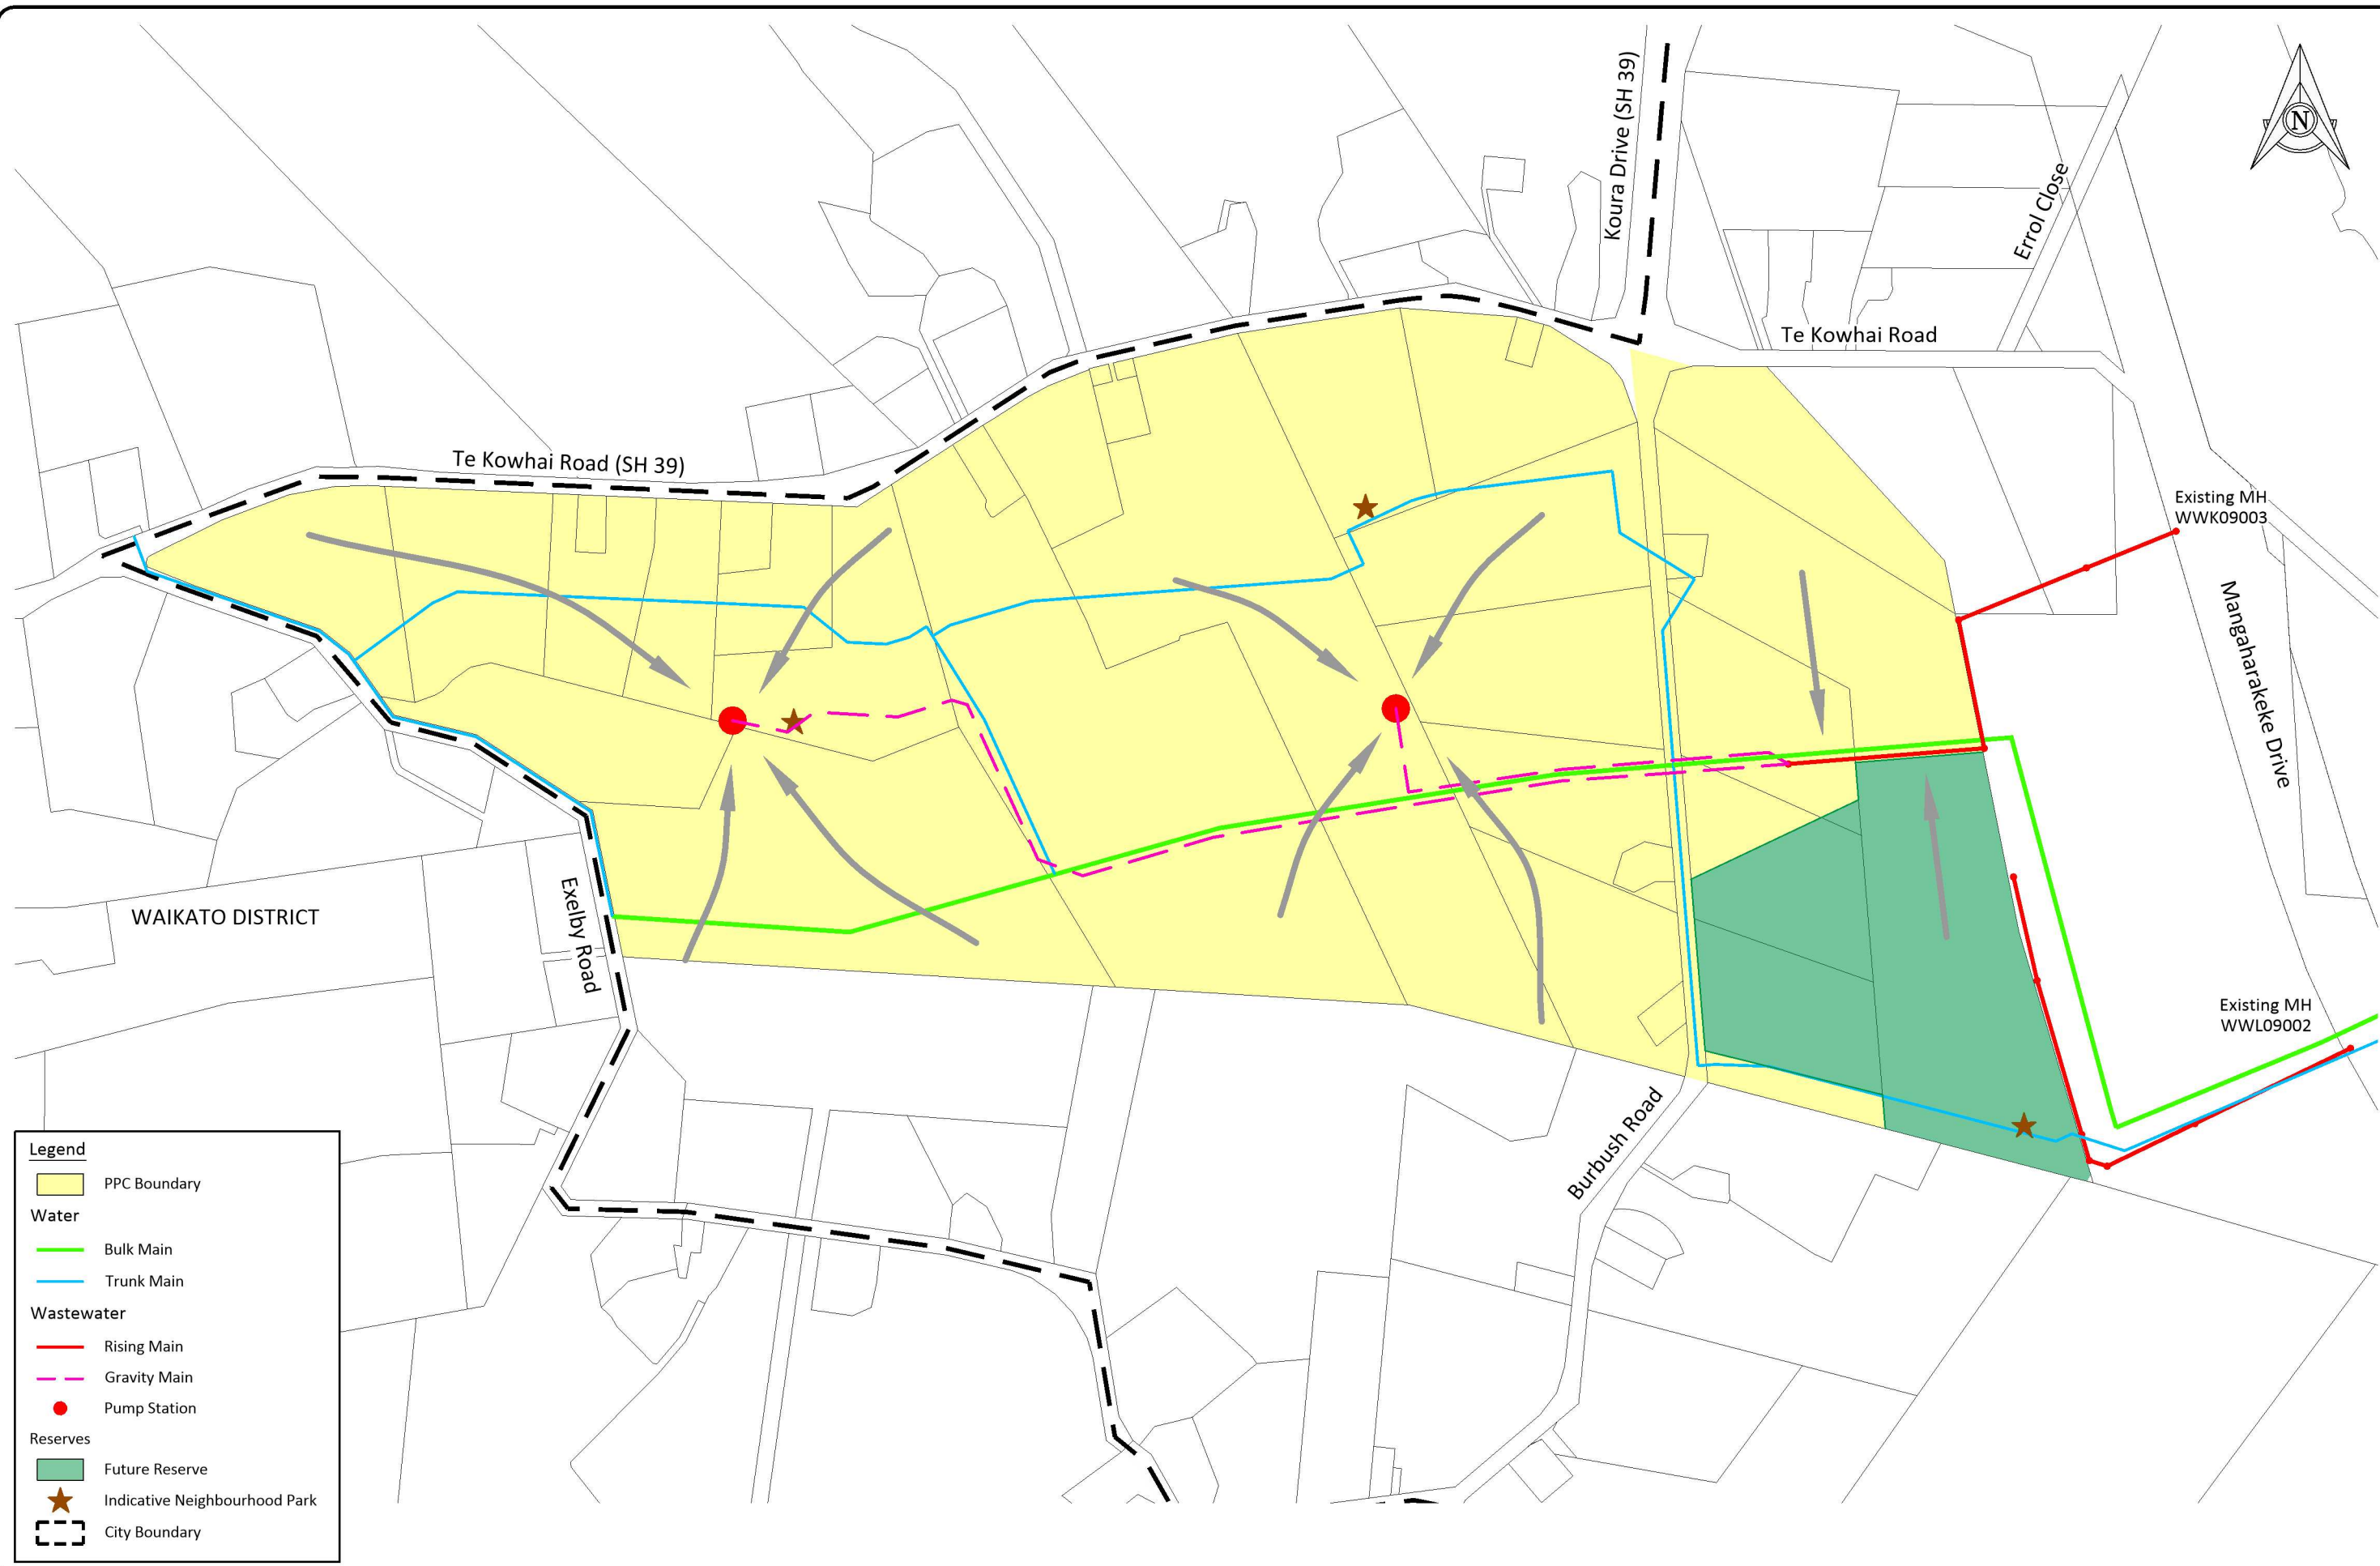 Koura Drive (SH 39)
N
Errol Close
Te Kowhai Road
Te Kowhai Road (SH 39)
Existing MH
WWK09003
Mangaharakeke Drive
WAIKATO DISTRICT
Exelby Road
Existing MH
WWL09002
Burbush Road
Legend
PPC Boundary
Water
Bulk Main
Trunk Main
Wastewater
Rising Main
Gravity Main
Pump Station
Reserves
Future Reserve
Indicative Neighbourhood Park
City Boundary